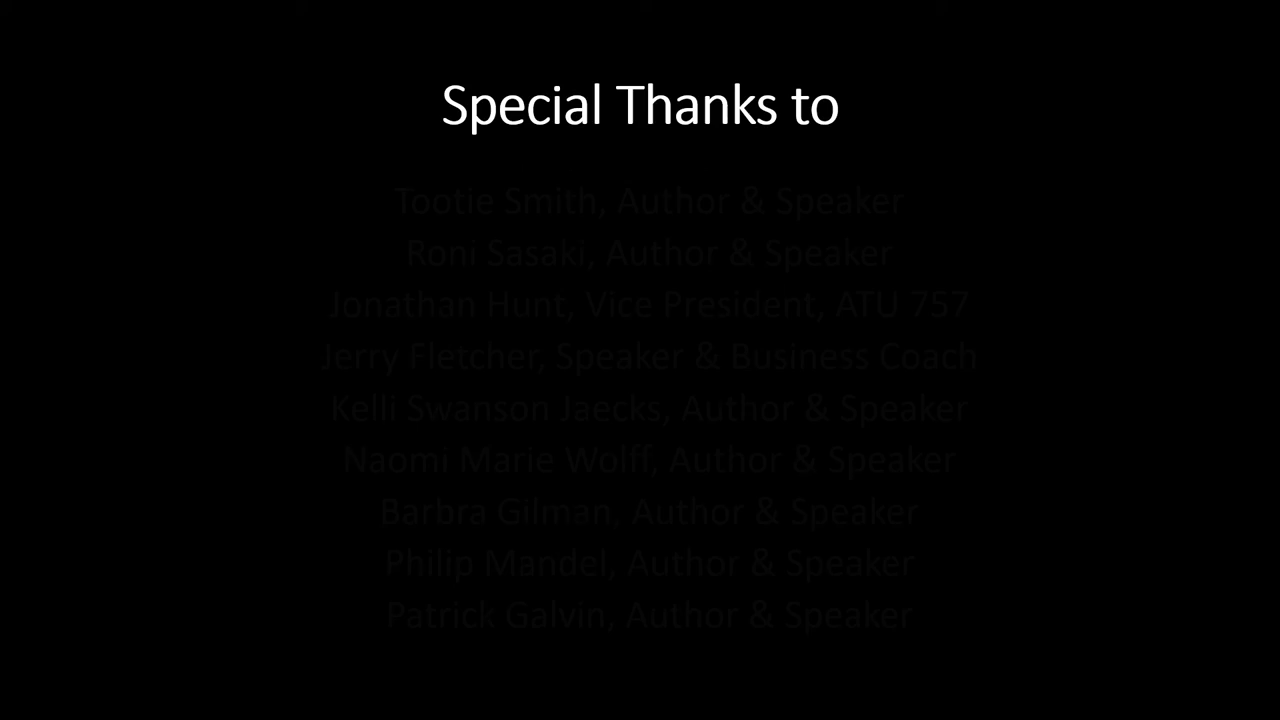 Special Thanks to
Tootie Smith, Author & Speaker
Roni Sasaki, Author & Speaker
Jonathan Hunt, Vice President, ATU 757
Jerry Fletcher, Speaker & Business Coach
Kelli Swanson Jaecks, Author & Speaker
Naomi Marie Wolff, Author & Speaker
Barbra Gilman, Author & Speaker
Philip Mandel, Author & Speaker
Patrick Galvin, Author & Speaker